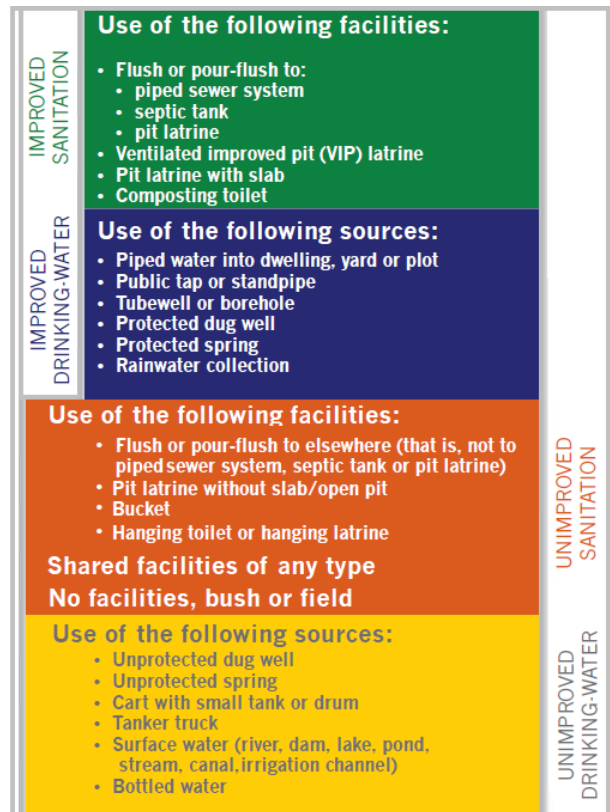 IMPROVED
SANITATION
Use of the following facilities:
• Flush or pour-flush to:
• piped sewer system
• septic tank
• pit latrine
• Ventilated improved pit (VIP) latrine
• Pit latrine with slab
• Composting toilet
IMPROVED
DRINKING-WATER
Use of the following sources:
• Piped water into dwelling, yard or plot
• Public tap or standpipe
• Tubewell or borehole
• Protected dug well
• Protected spring
• Rainwater collection
Use of the following facilities:
• Flush or pour-flush to elsewhere (that is, not to
piped sewer system, septic tank or pit latrine)
• Pit latrine without slab/open pit
• Bucket
• Hanging toilet or hanging latrine
Shared facilities of any type
No facilities, bush or field
UNIMPROVED
SANITATION
Use of the following sources:
• Unprotected dug well
• Unprotected spring
• Cart with small tank or drum
• Tanker truck
• Surface water (river, dam, lake, pond,
stream, canal,irrigation channel)
• Bottled water
UNIMPROVED
DRINKING-WATER